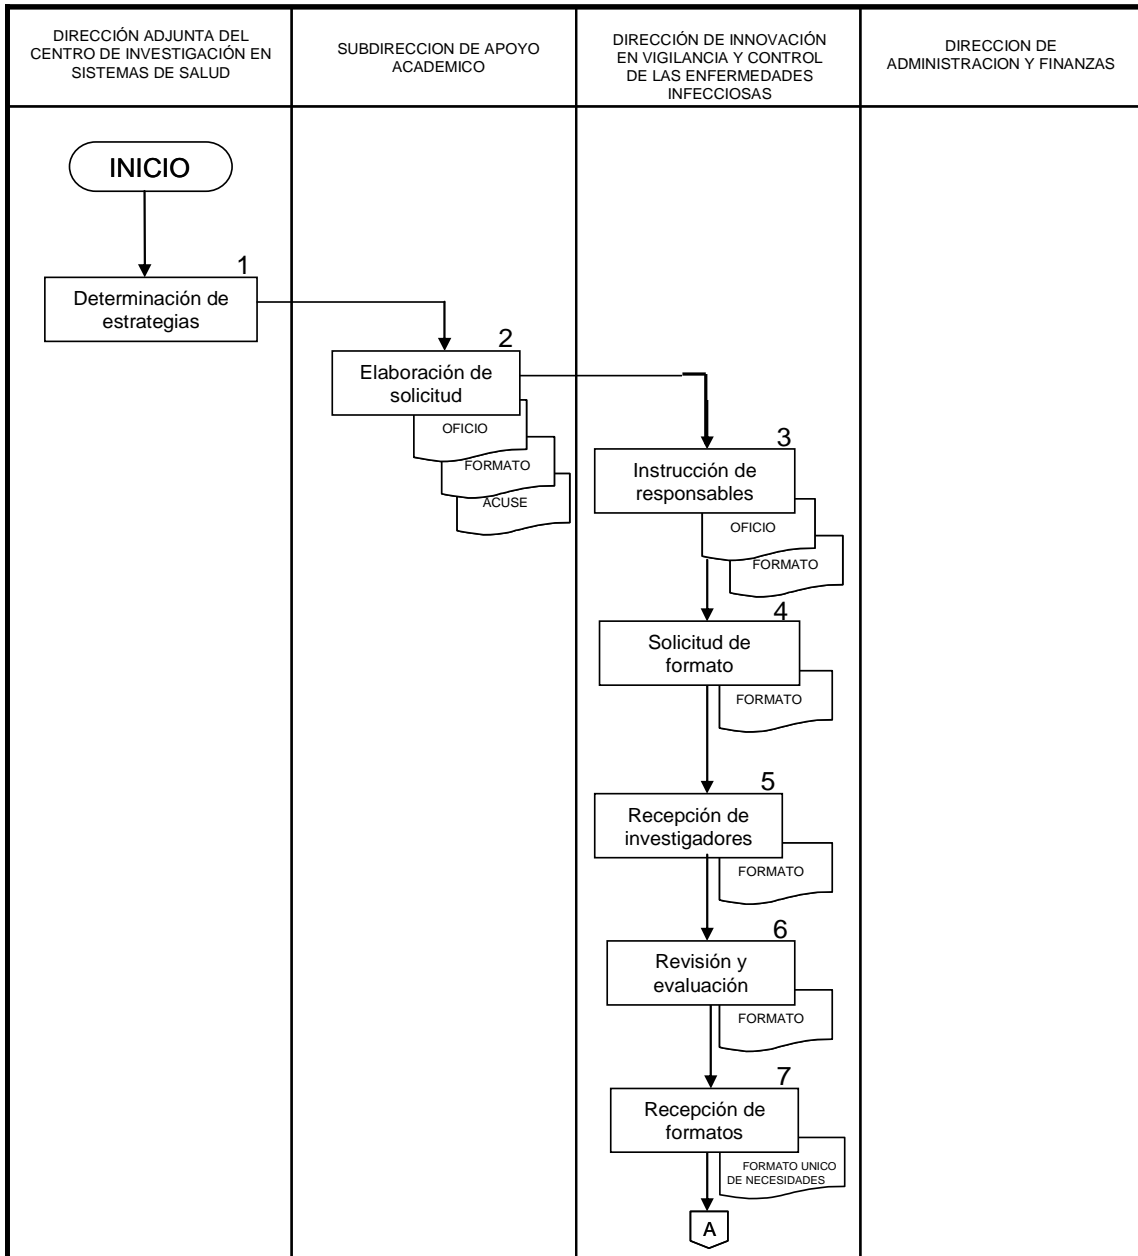 DIRECCIÓN ADJUNTA DEL
CENTRO DE INVESTIGACIÓN EN
SISTEMAS DE SALUD
SUBDIRECCION DE APOYO
ACADEMICO
DIRECCIÓN DE INNOVACIÓN
EN VIGILANCIA Y CONTROL
DE LAS ENFERMEDADES
INFECCIOSAS
DIRECCION DE
ADMINISTRACION Y FINANZAS
INICIO
1
Determinación de
estrategias
2
Elaboración de
solicitud
OFICIO
FORMATO
ACUSE
3
Instrucción de
responsables
OFICIO
FORMATO
4
Solicitud de
formato
FORMATO
5
Recepción de
investigadores
FORMATO
6
Revisión y
evaluación
FORMATO
7
Recepción de
formatos
FORMATO UNICO
DE NECESIDADES
A